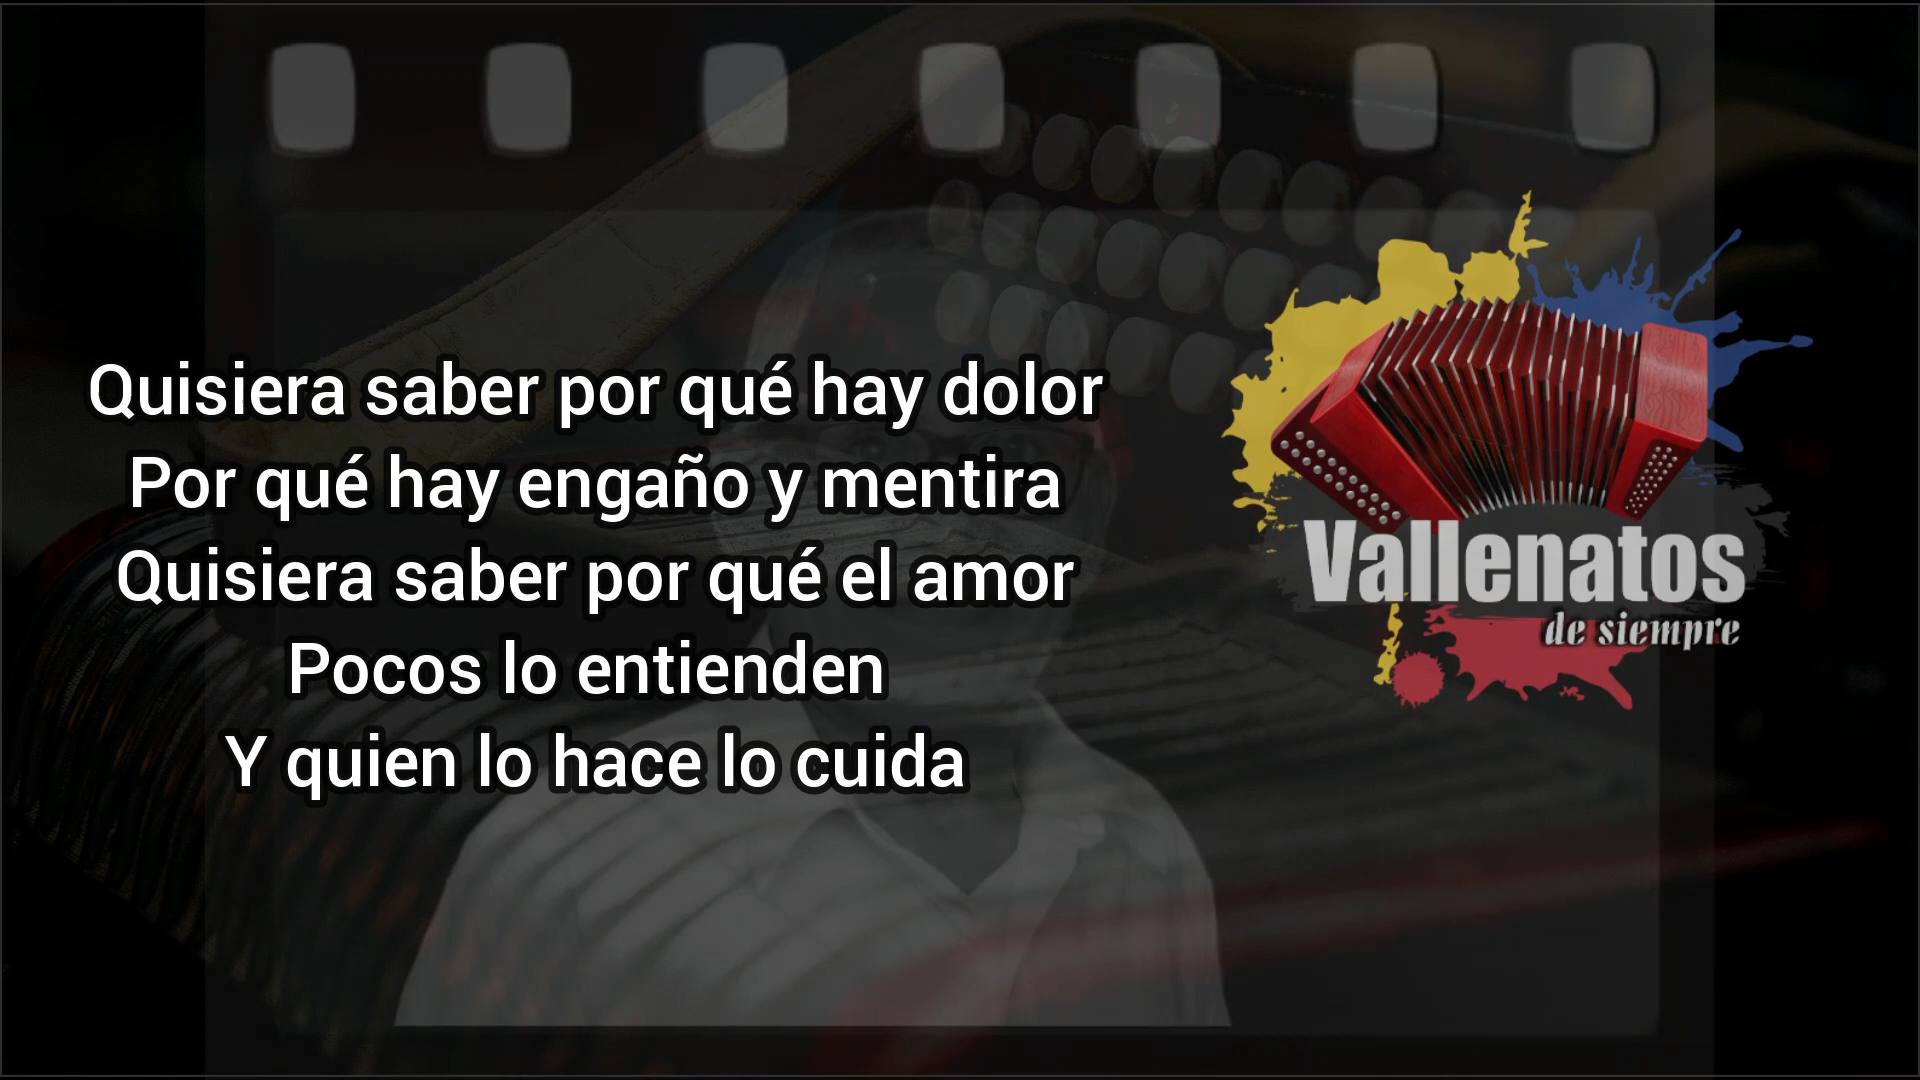 Quisiera saber por qué hay dolor
Por qué hay engaño y mentira
Quisiera saber por qué el amor
Pocos lo entienden
Y quien lo hace lo cuida
Vallenatos
de siempre